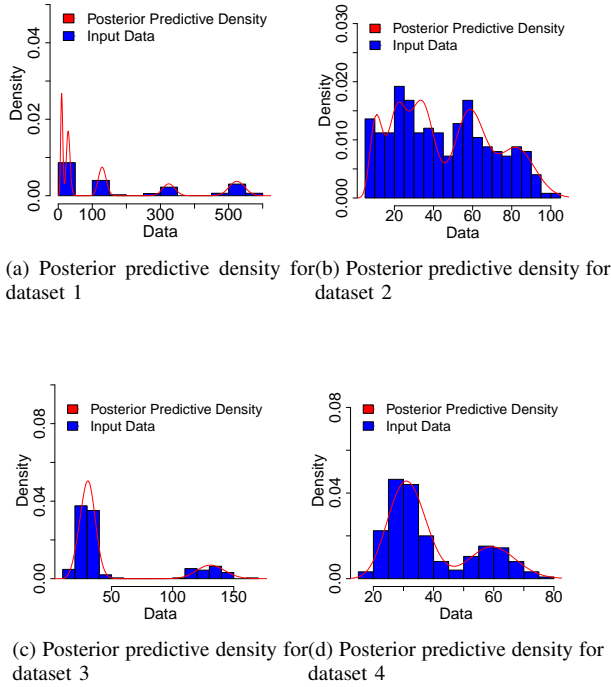 Posterior Predictive Density
Input Data
Density
0.00
0.02
0.04
0 100 300 500
Data
(a) Posterior predictive density for
dataset 1
Posterior Predictive Density
Input Data
Density
0.000
0.010
0.020
0.030
20 40 60 80 100
Data
(b) Posterior predictive density for
dataset 2
Posterior Predictive Density
Input Data
Density
0.00
0.04
0.08
50 100 150
Data
(c) Posterior predictive density for
dataset 3
Posterior Predictive Density
Input Data
Density
0.00
0.04
0.08
20 40 60 80
Data
(d) Posterior predictive density for
dataset 4